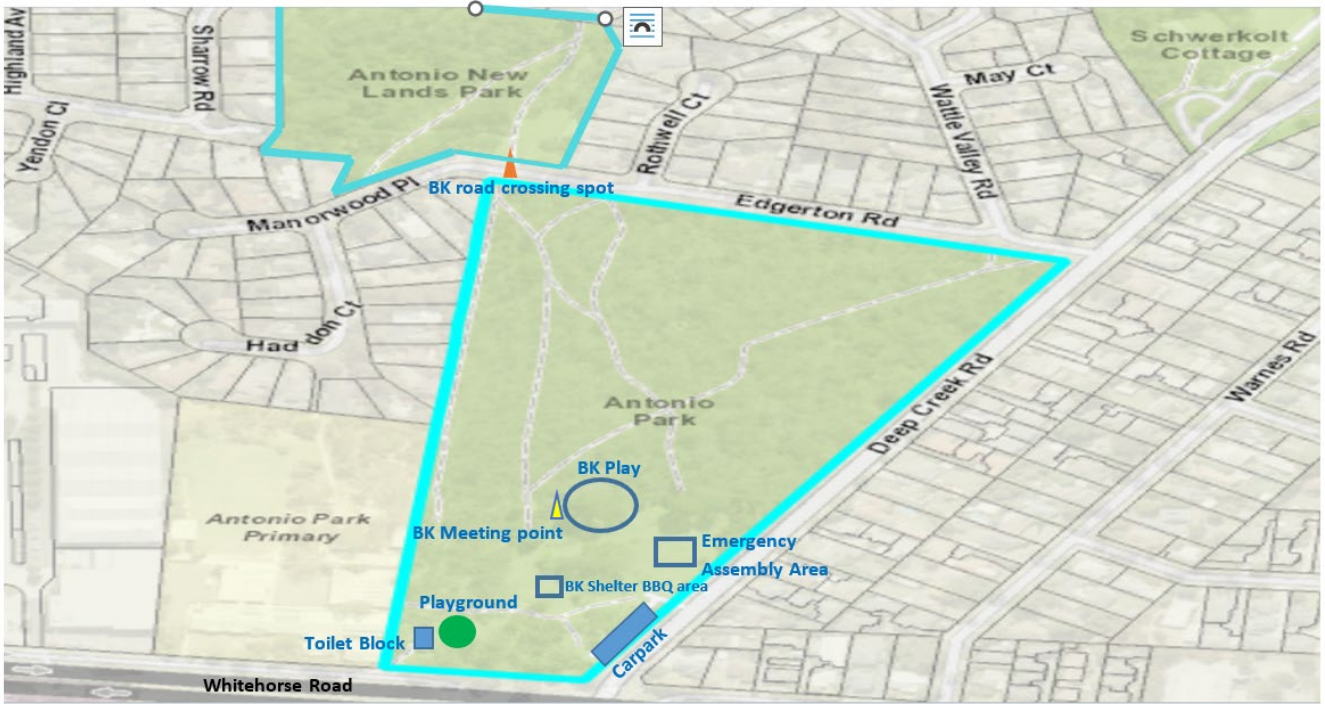 Highland Av
Sharrow Rd
Antonio New
Lands Park
Schwerkolt
Cottage
May Ct
Wattle Valley Rd
Rothwell Ct
Yendon Cl
BK road crossing spot
Manorwood Pl
Edgerton Rd
Haddon Ct
Warnes Rd
Deep Creek Rd
Antonio
Park
BK Play
Antonio Park
Primary
BK Meeting point
Emergency
Assembly Area
BK Shelter BBQ area
Playground
Toilet Block
Carpark
Whitehorse Road